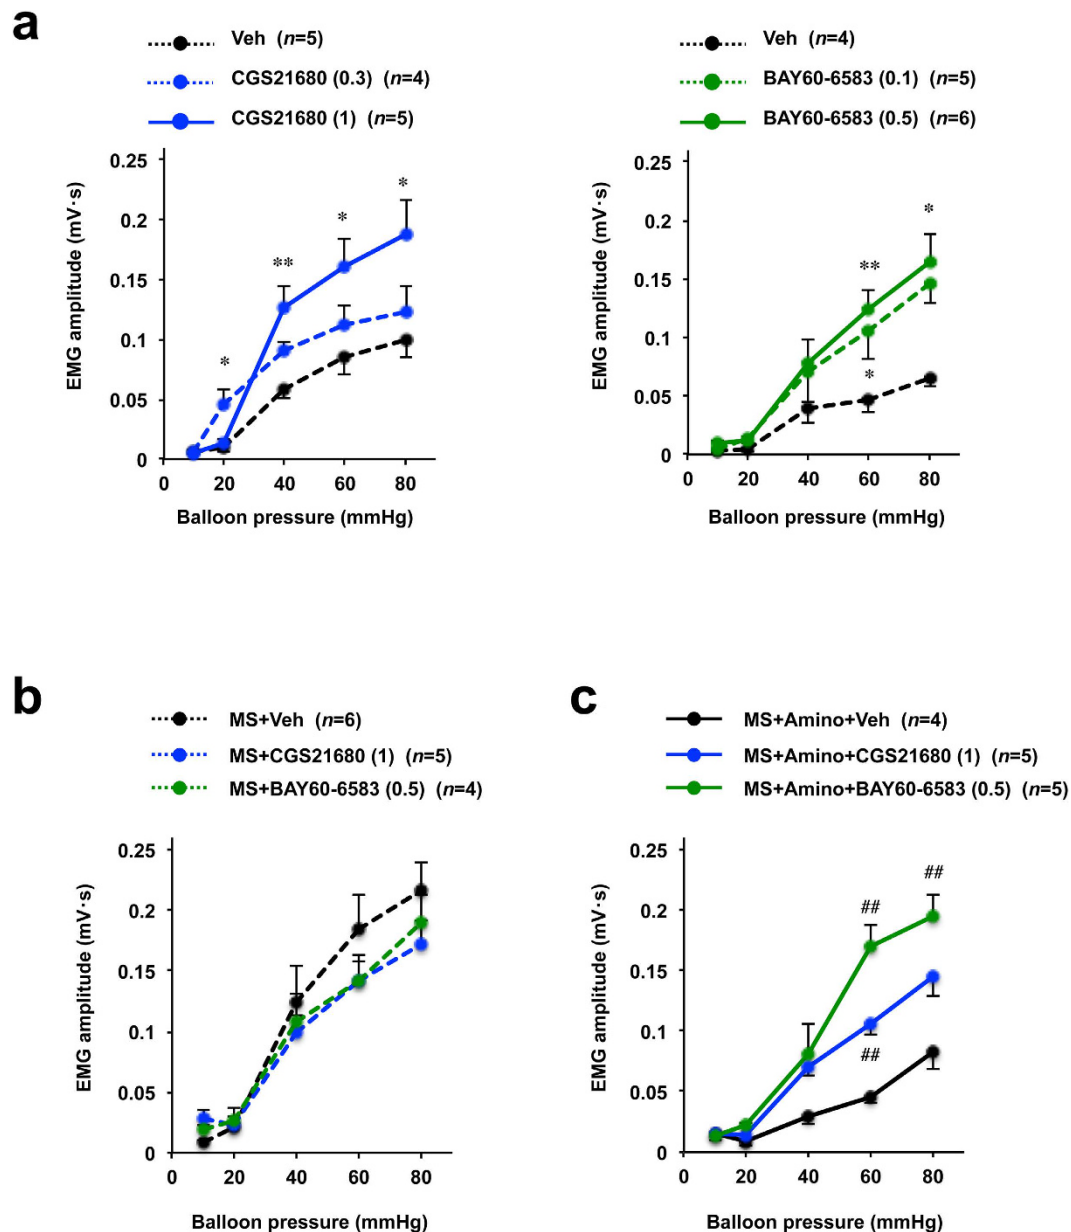 a
Veh (n=5)
CGS21680 (0.3) (n=4)
CGS21680 (1) (n=5)
EMG amplitude (mV·s)
0.25
0.2
0.15
0.1
0.05
0
* ** * *
0 20 40 60 80
Balloon pressure (mmHg)
Veh (n=4)
BAY60-6583 (0.1) (n=5)
BAY60-6583 (0.5) (n=6)
EMG amplitude (mV·s)
0.25
0.2
0.15
0.1
0.05
0
*
**
*
0 20 40 60 80
Balloon pressure (mmHg)
b
MS+Veh (n=6)
MS+CGS21680 (1) (n=5)
MS+BAY60-6583 (0.5) (n=4)
EMG amplitude (mV·s)
0.25
0.2
0.15
0.1
0.05
0
0 20 40 60 80
Balloon pressure (mmHg)
c
MS+Amino+Veh (n=4)
MS+Amino+CGS21680 (1) (n=5)
MS+Amino+BAY60-6583 (0.5) (n=5)
EMG amplitude (mV·s)
0.25
0.2
0.15
0.1
0.05
0
##
##
##
0 20 40 60 80
Balloon pressure (mmHg)